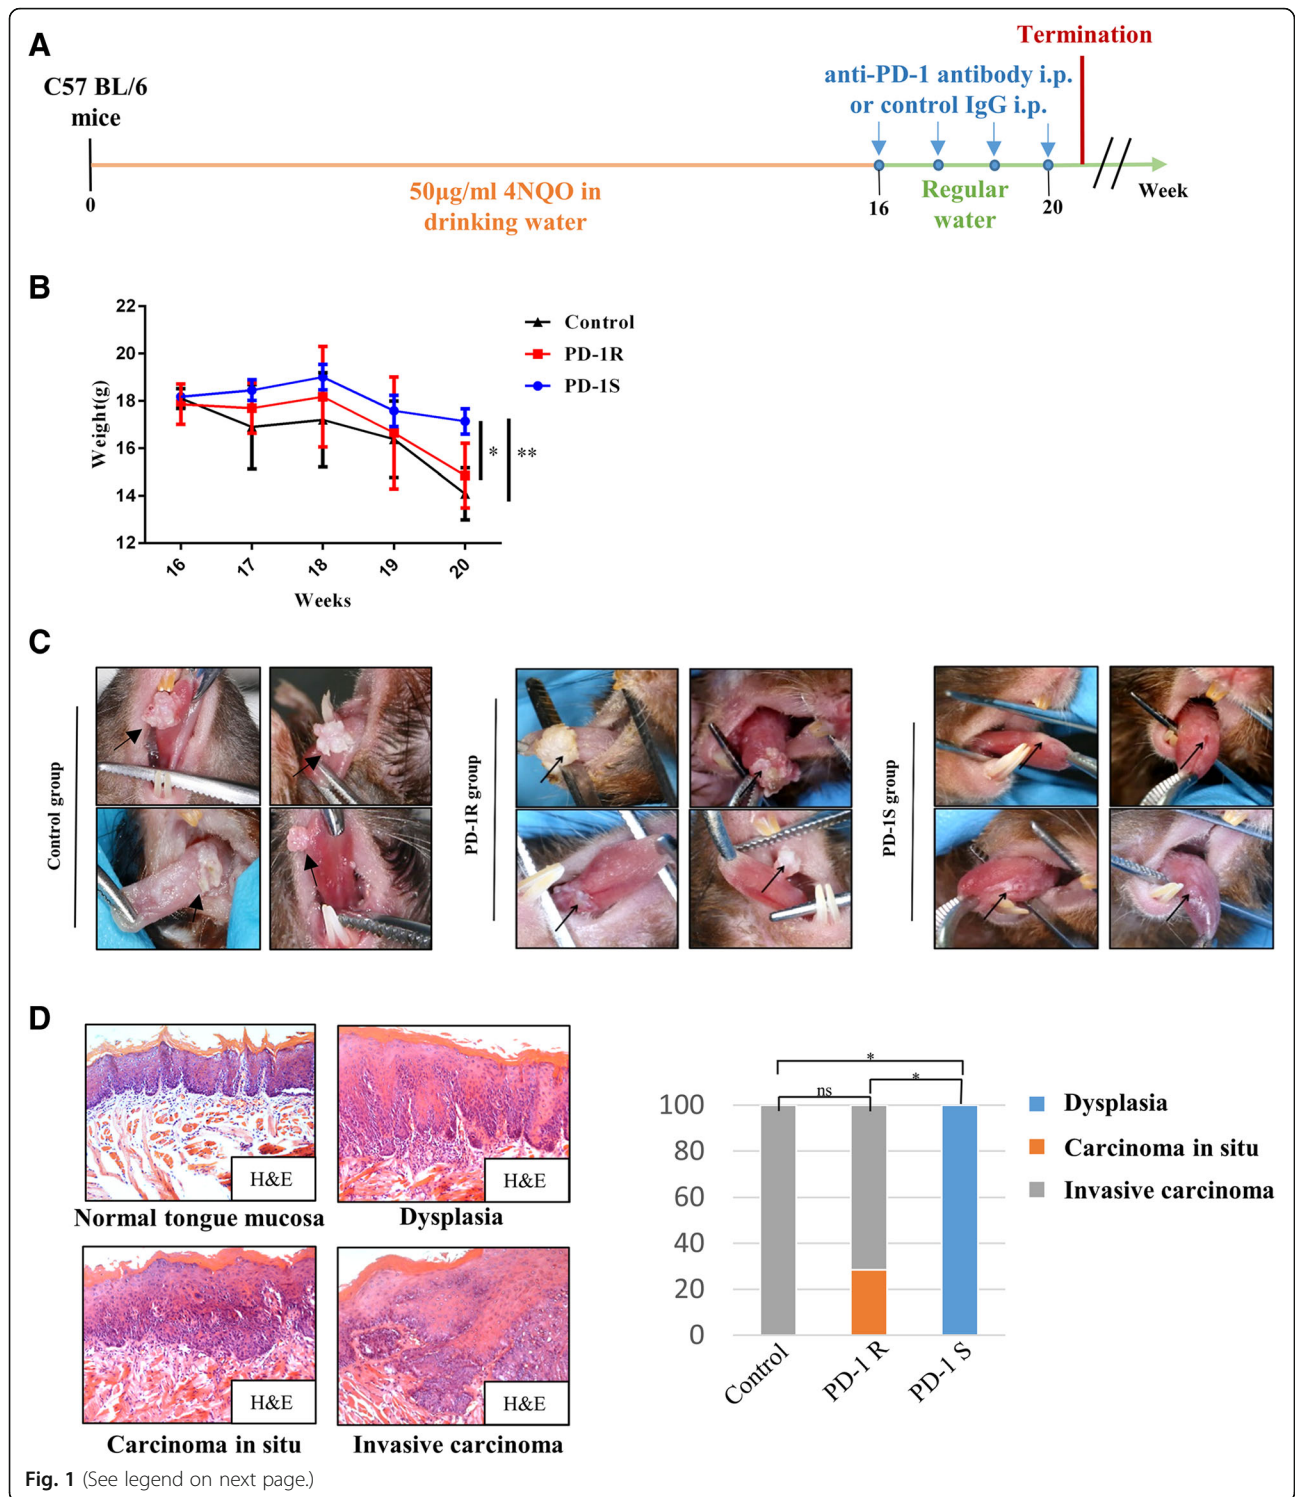 A
Termination
C57 BL/6
mice
anti-PD-1 antibody i.p.
or control IgG i.p.
0
50µg/ml 4NQO in
drinking water
16
Regular
water
20
Week
B
22
20
18
16
14
12
Weight(g)
16
17
18
19
20
Weeks
Control
PD-1R
PD-1S
*
**
C
Control group
PD-1R group
PD-1S group
D
H&E
Normal tongue mucosa
H&E
Dysplasia
H&E
Carcinoma in situ
H&E
Invasive carcinoma
*
*
ns
100
80
60
40
20
0
Control
PD-1 R
PD-1 S
Dysplasia
Carcinoma in situ
Invasive carcinoma
Fig. 1 (See legend on next page.)